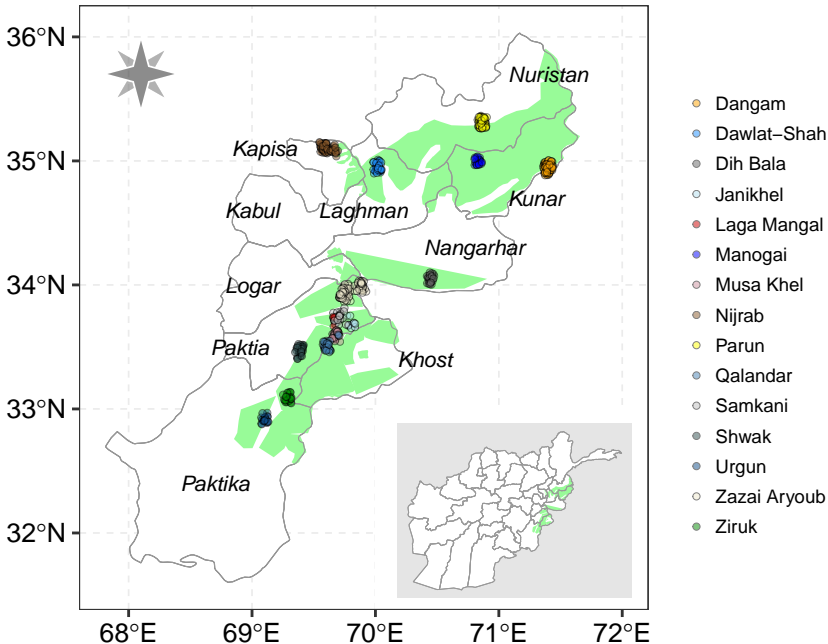 36°N
35°N
34°N
33°N
32°N
68°E
69°E
70°E
71°E
72°E
Nuristan
Kapisa
Kabul
Laghman
Kunar
Nangarhar
Logar
Paktia
Khost
Paktika
Dangam
Dawlat−Shah
Dih Bala
Janikhel
Laga Mangal
Manogai
Musa Khel
Nijrab
Parun
Qalandar
Samkani
Shwak
Urgun
Zazai Aryoub
Ziruk